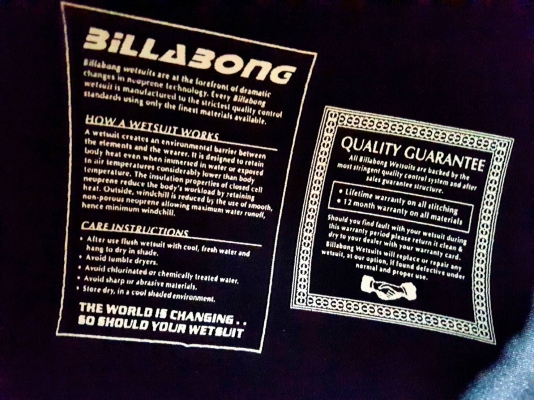 BILLABONG
Billabong wetsuits are at the forefront of dramatic
changes in neoprene technology. Every Billabong
wetsuit is manufactured to the strictest quality control
standards using only the finest materials available.
HOW A WETSUIT WORKS
A wetsuit creates an environmental barrier between
the elements and the wearer. It is designed to retain
body heat even when immersed in water or exposed
to air temperatures considerably lower than body
temperature. The insulation properties of closed cell
neoprene reduce the body's workload by retaining
heat. Outside, windchill is reduced by the use of smooth,
non-porous neoprene allowing maximum water runoff,
hence minimum windchill.
CARE INSTRUCTIONS
• After use flush wetsuit with cool, fresh water and
hang to dry in shade.
• Avoid tumble dryers.
• Avoid chlorinated or chemically treated water.
• Avoid sharp or abrasive materials.
• Store dry, in a cool shaded environment.
THE WORLD IS CHANGING..
SO SHOULD YOUR WETSUIT
QUALITY GUARANTEE
All Billabong Wetsuits are backed by the
most stringent quality control system and after
sales guarantee structure.
• Lifetime warranty on all stitching
• 12 month warranty on all materials
Should you find fault with your wetsuit during
this warranty period please return it clean &
dry to your dealer with your warranty card.
Billabong Wetsuits will replace or repair any
wetsuit, at our option, if found defective under
normal and proper use.